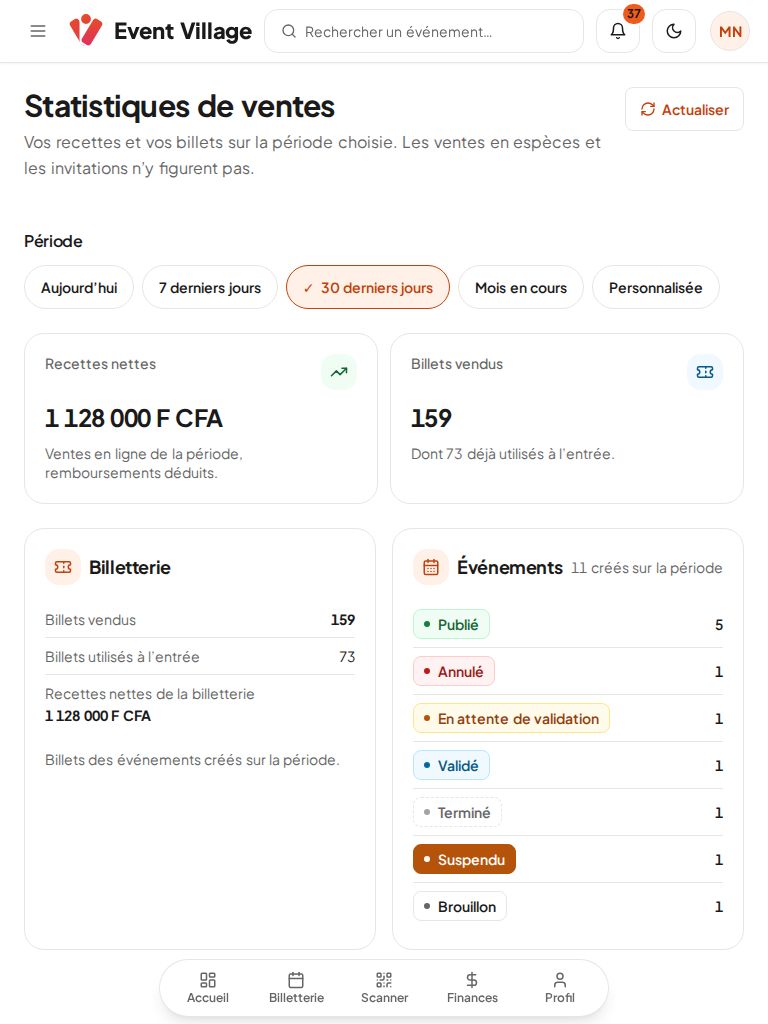 Event Village
Rechercher un événement…
37
MN
Statistiques de ventes
Actualiser
Vos recettes et vos billets sur la période choisie. Les ventes en espèces et
les invitations n’y figurent pas.
Période
Aujourd’hui
7 derniers jours
✓ 30 derniers jours
Mois en cours
Personnalisée
Recettes nettes
1 128 000 F CFA
Ventes en ligne de la période,
remboursements déduits.
Billets vendus
159
Dont 73 déjà utilisés à l’entrée.
Billetterie
Billets vendus 159
Billets utilisés à l’entrée 73
Recettes nettes de la billetterie
1 128 000 F CFA
Billets des événements créés sur la période.
Événements 11 créés sur la période
Publié 5
Annulé 1
En attente de validation 1
Validé 1
Terminé 1
Suspendu 1
Brouillon 1
Accueil
Billetterie
Scanner
Finances
Profil